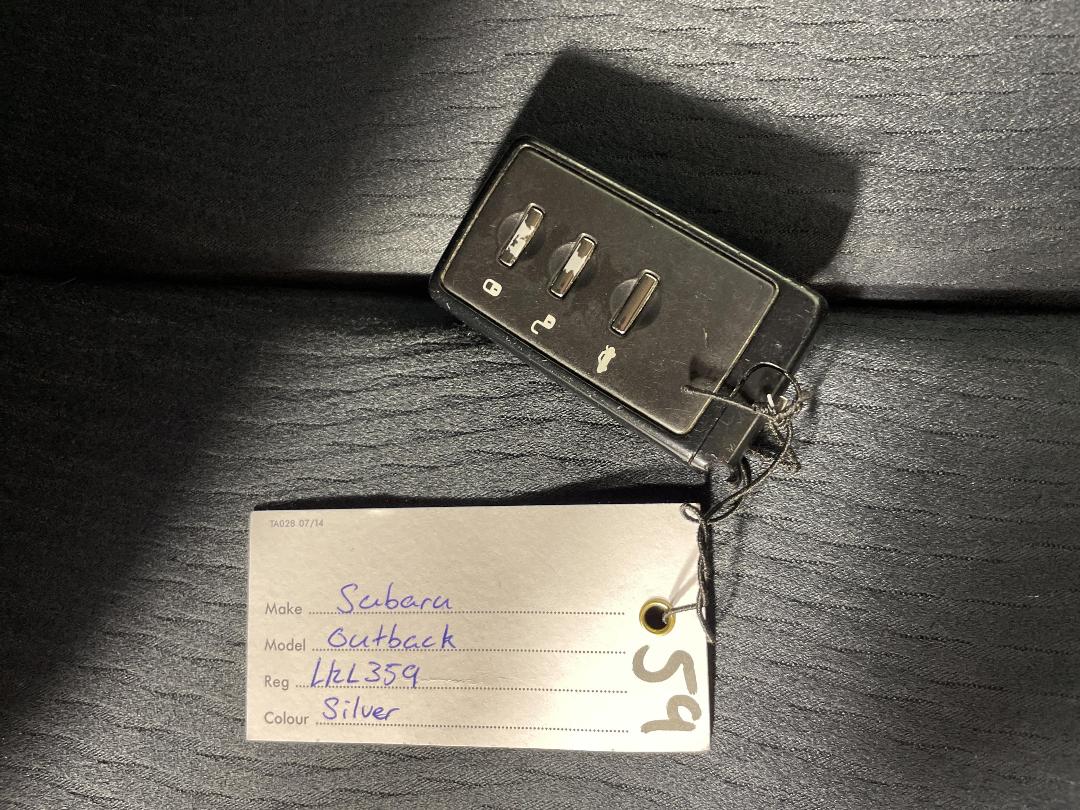 TA028 07/14
Make Subaru
Model Outback
Reg LKL359
Colour Silver
59